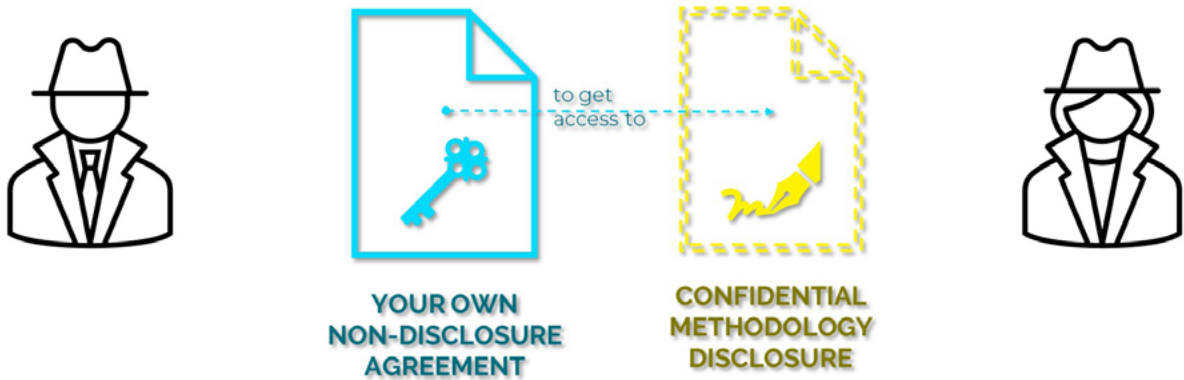 to get
access to
YOUR OWN
NON-DISCLOSURE
AGREEMENT
CONFIDENTIAL
METHODOLOGY
DISCLOSURE